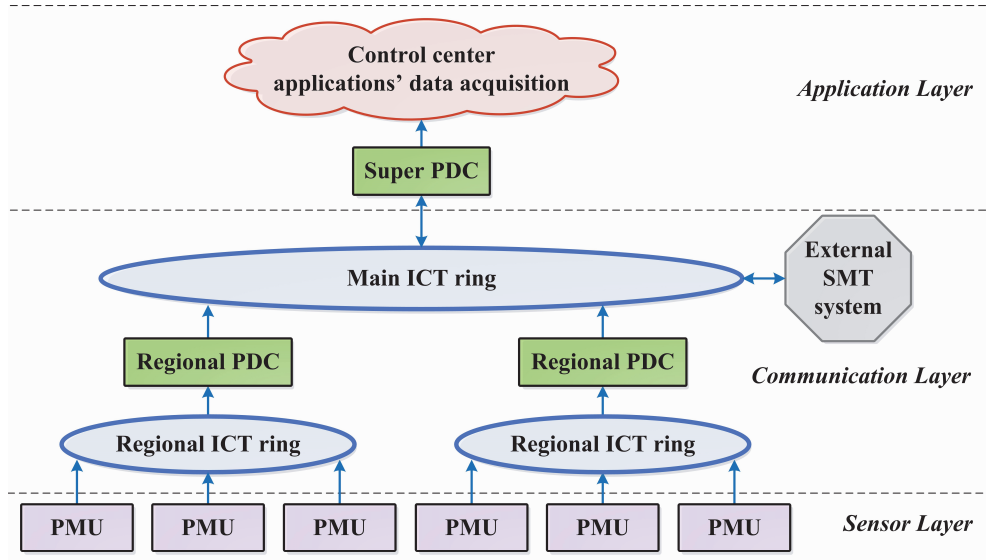 Control center
applications' data acquisition
Application Layer
Super PDC
Main ICT ring
External
SMT
system
Regional PDC
Regional PDC
Communication Layer
Regional ICT ring
Regional ICT ring
PMU
PMU
PMU
PMU
PMU
PMU
Sensor Layer